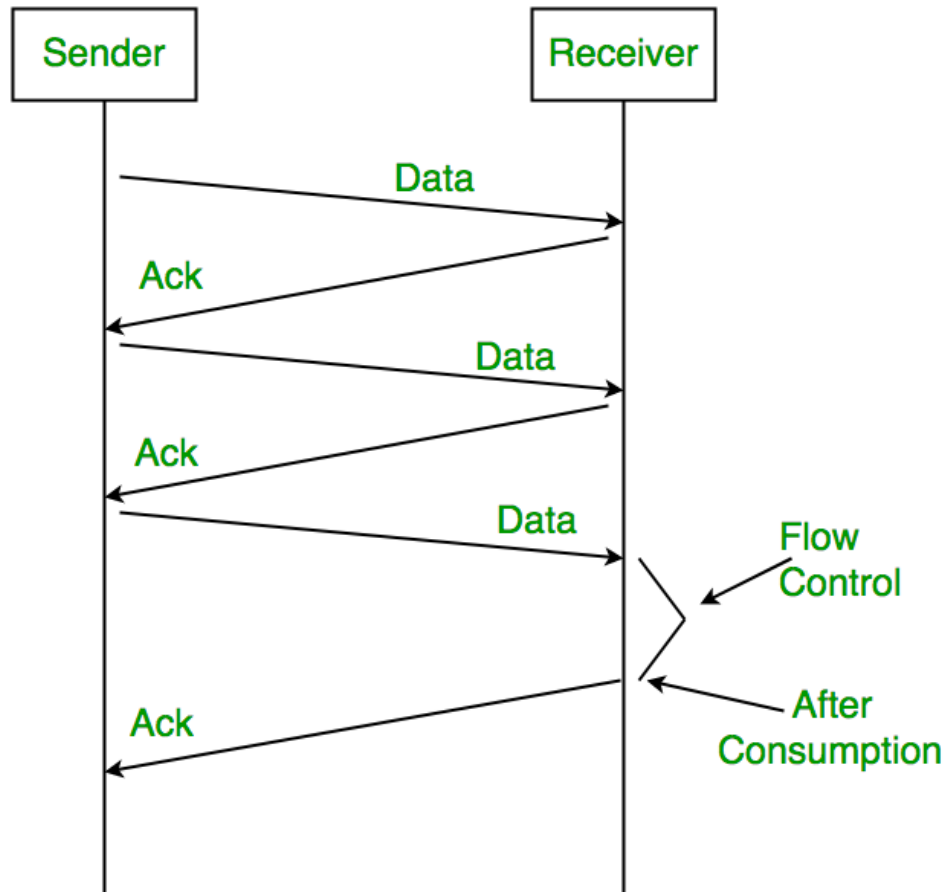 Sender
Receiver
Data
Ack
Data
Ack
Data
Flow
Control
After
Consumption
Ack